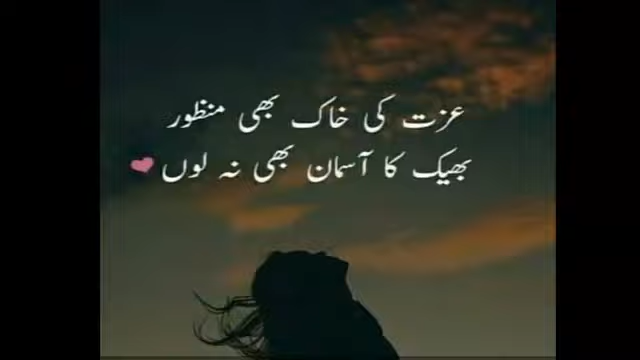 عزت کی خاک بھی منظور
بھیک کا آسمان بھی نہ لوں